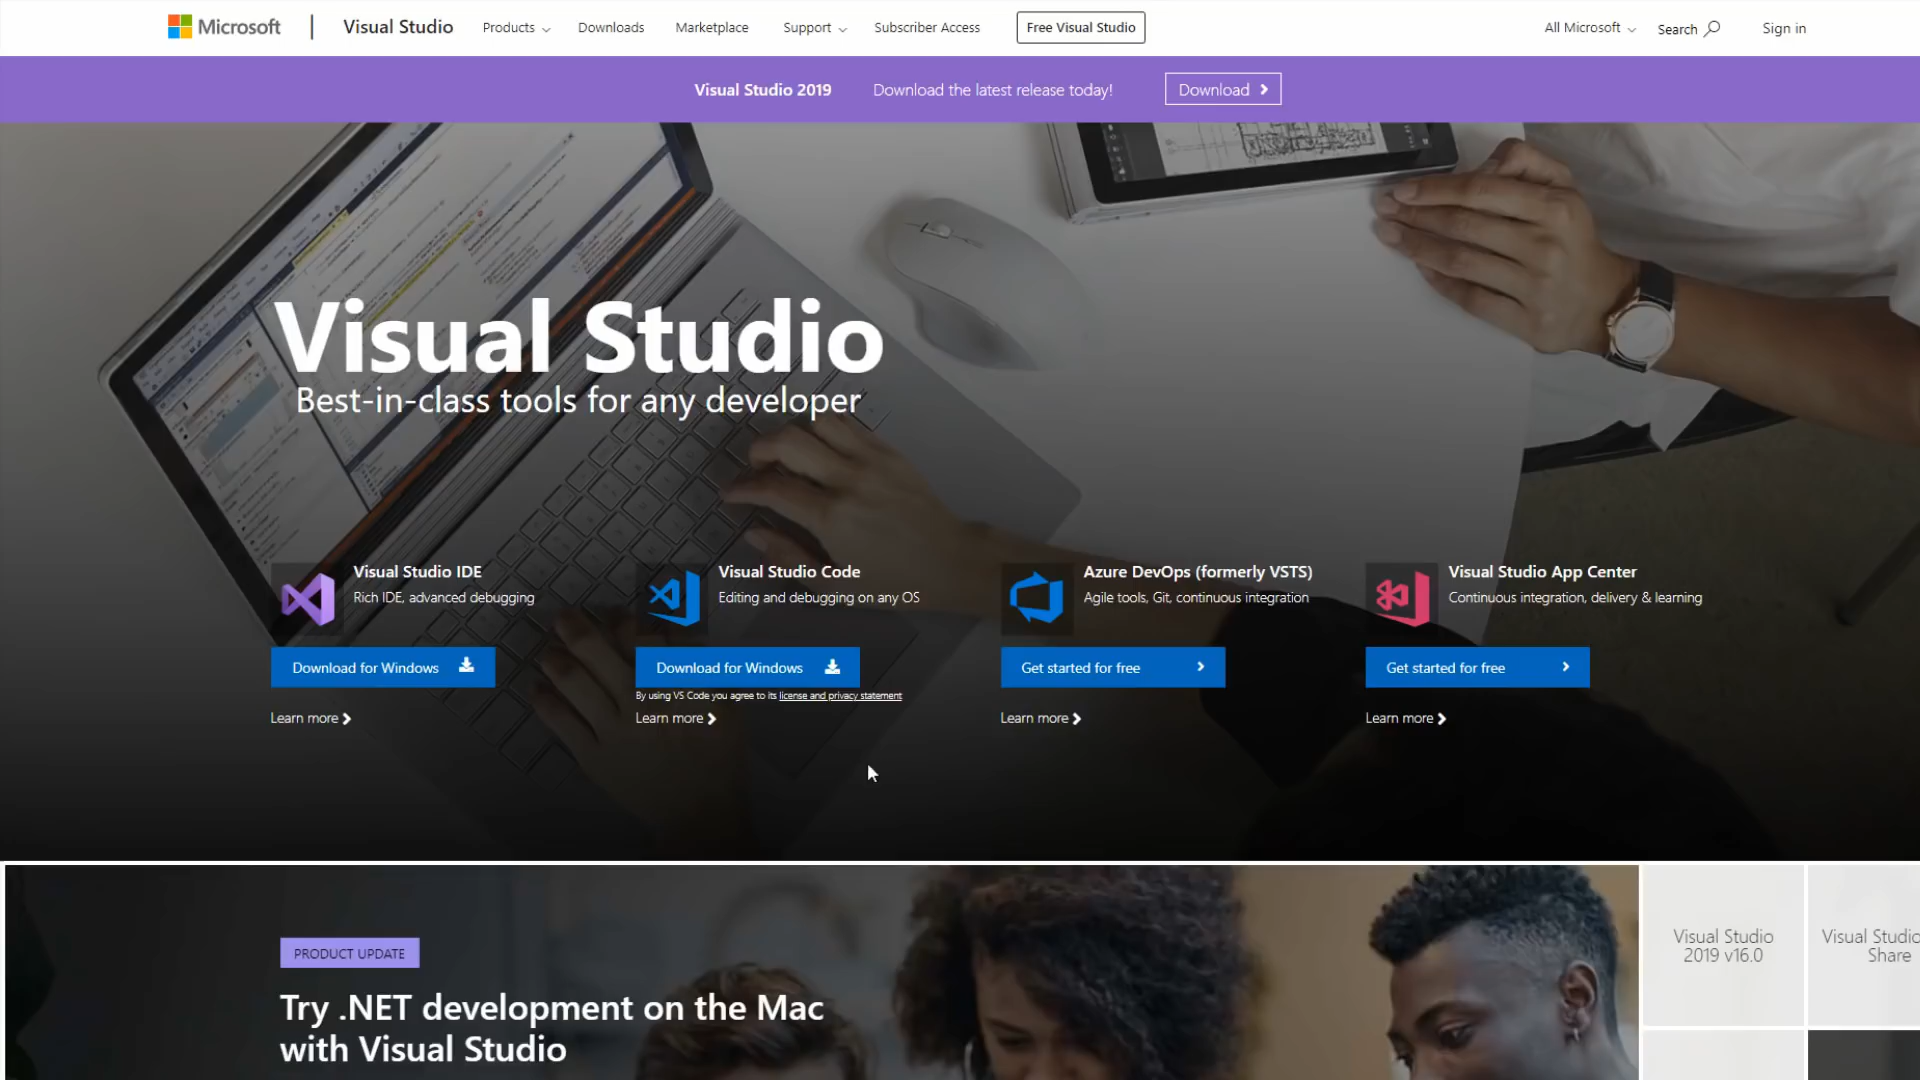 Microsoft
Visual Studio
Products
Downloads
Marketplace
Support
Subscriber Access
Free Visual Studio
All Microsoft
Search
Sign in
Visual Studio 2019
Download the latest release today!
Download
Visual Studio
Best-in-class tools for any developer
Visual Studio IDE
Rich IDE, advanced debugging
Download for Windows
Learn more
Visual Studio Code
Editing and debugging on any OS
Download for Windows
By using VS Code you agree to its license and privacy statement
Learn more
Azure DevOps (formerly VSTS)
Agile tools, Git, continuous integration
Get started for free
Learn more
Visual Studio App Center
Continuous integration, delivery & learning
Get started for free
Learn more
PRODUCT UPDATE
Try .NET development on the Mac
with Visual Studio
Visual Studio
2019 v16.0
Visual Studio
Share